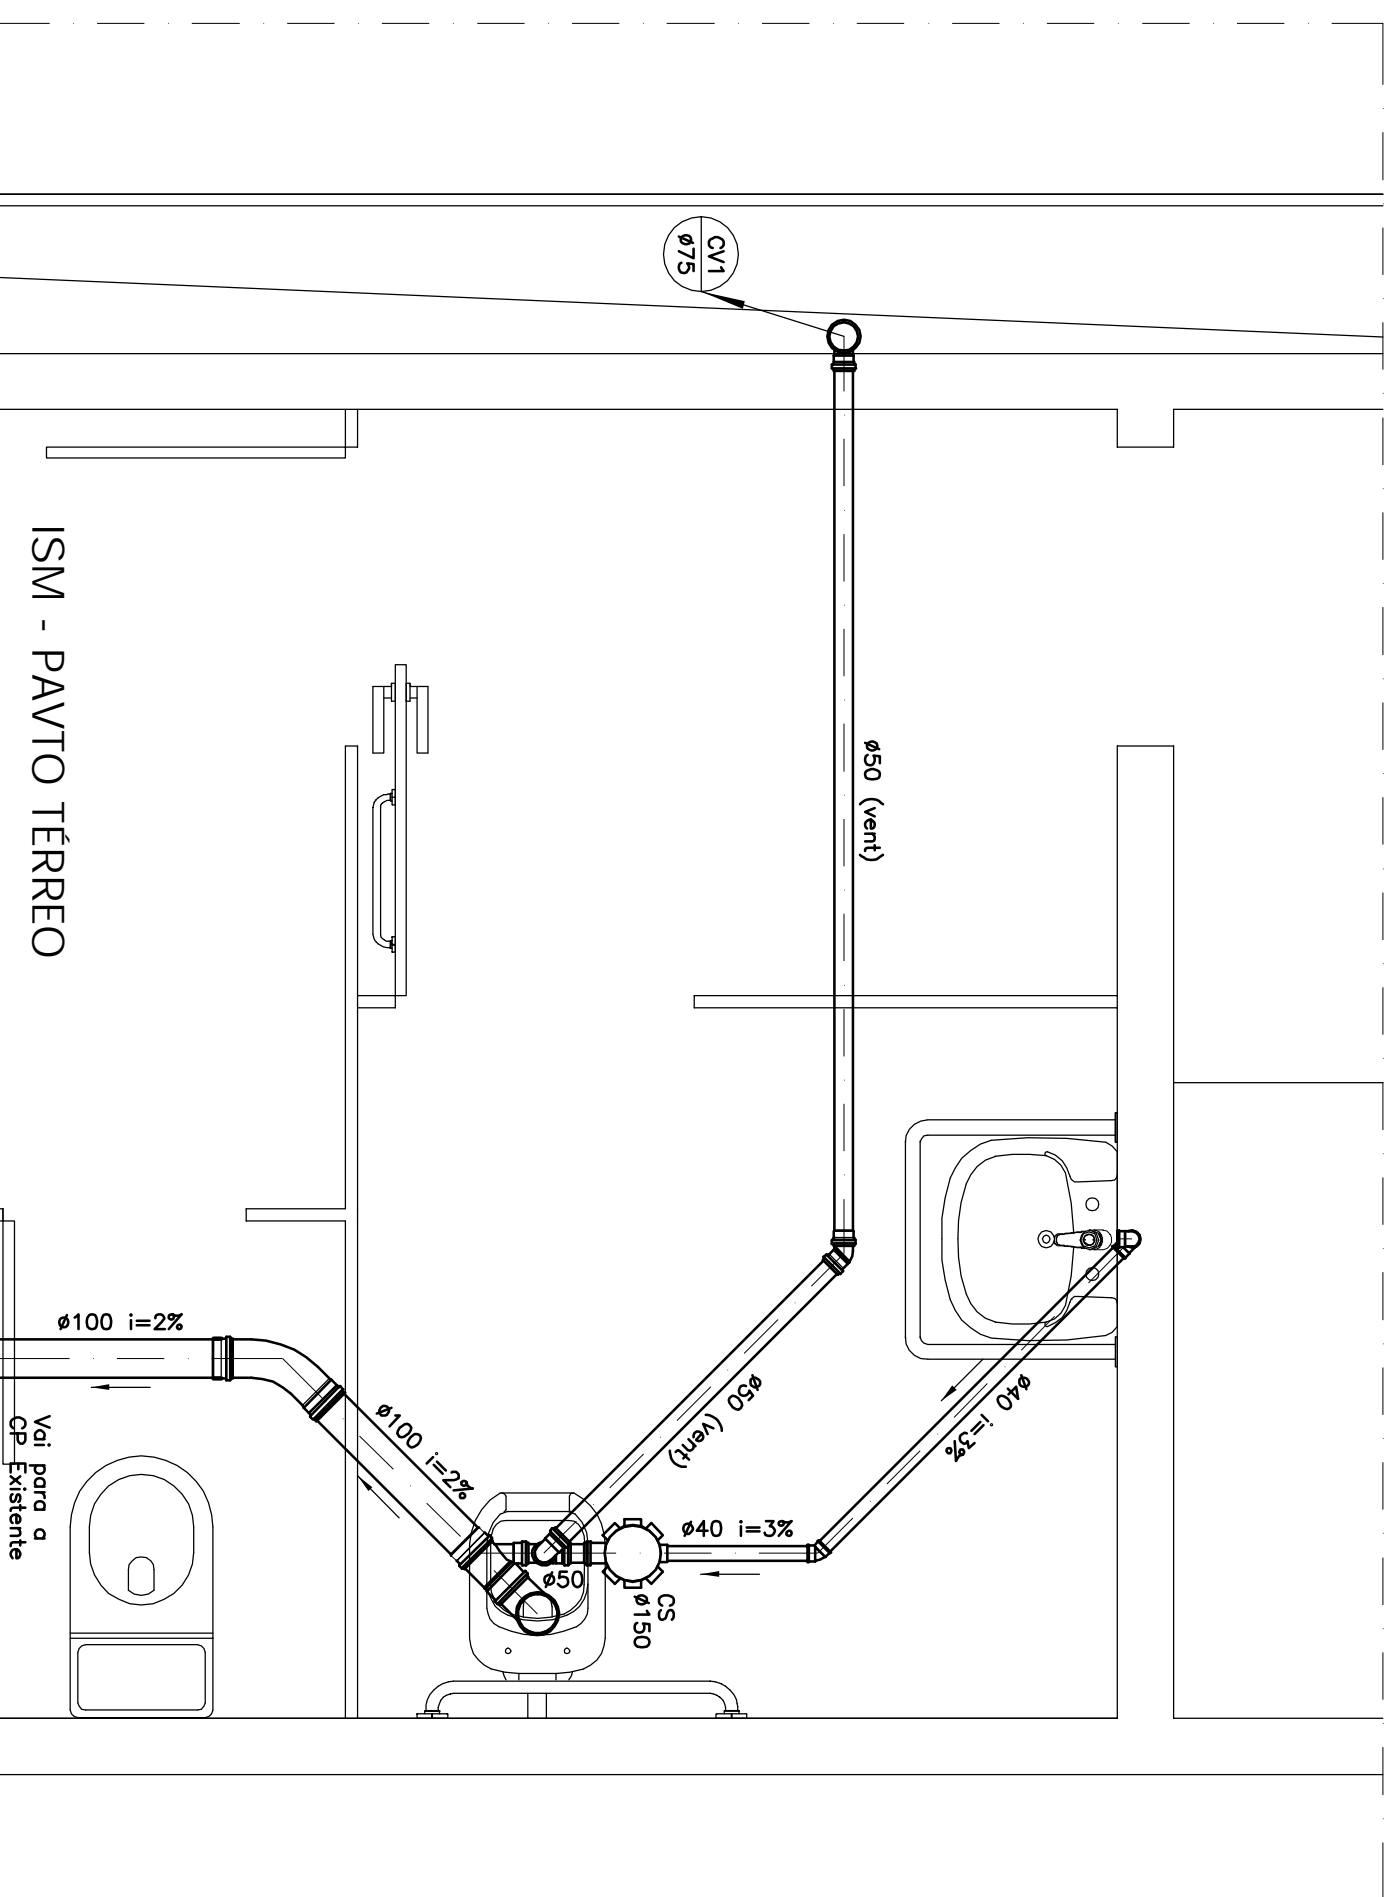 CV1
ø75
ø50 (vent)
ISM - PAVTO TÉRREO
ø50 (vent)
ø40 i=3%
ø100 i=2%
ø100 i=2%
ø40 i=3%
ø50
CS
ø150
Vai para a
CP Existente